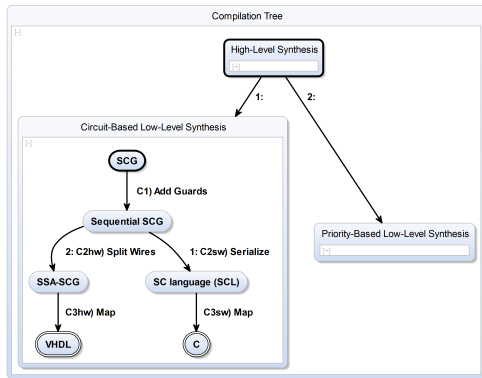 Compilation Tree
[-]
High-Level Synthesis
[+]
1:
2:
Circuit-Based Low-Level Synthesis
[-]
SCG
C1) Add Guards
Sequential SCG
2: C2hw) Split Wires
1: C2sw) Serialize
Priority-Based Low-Level Synthesis
[+]
SSA-SCG
SC language (SCL)
C3hw) Map
C3sw) Map
VHDL
C